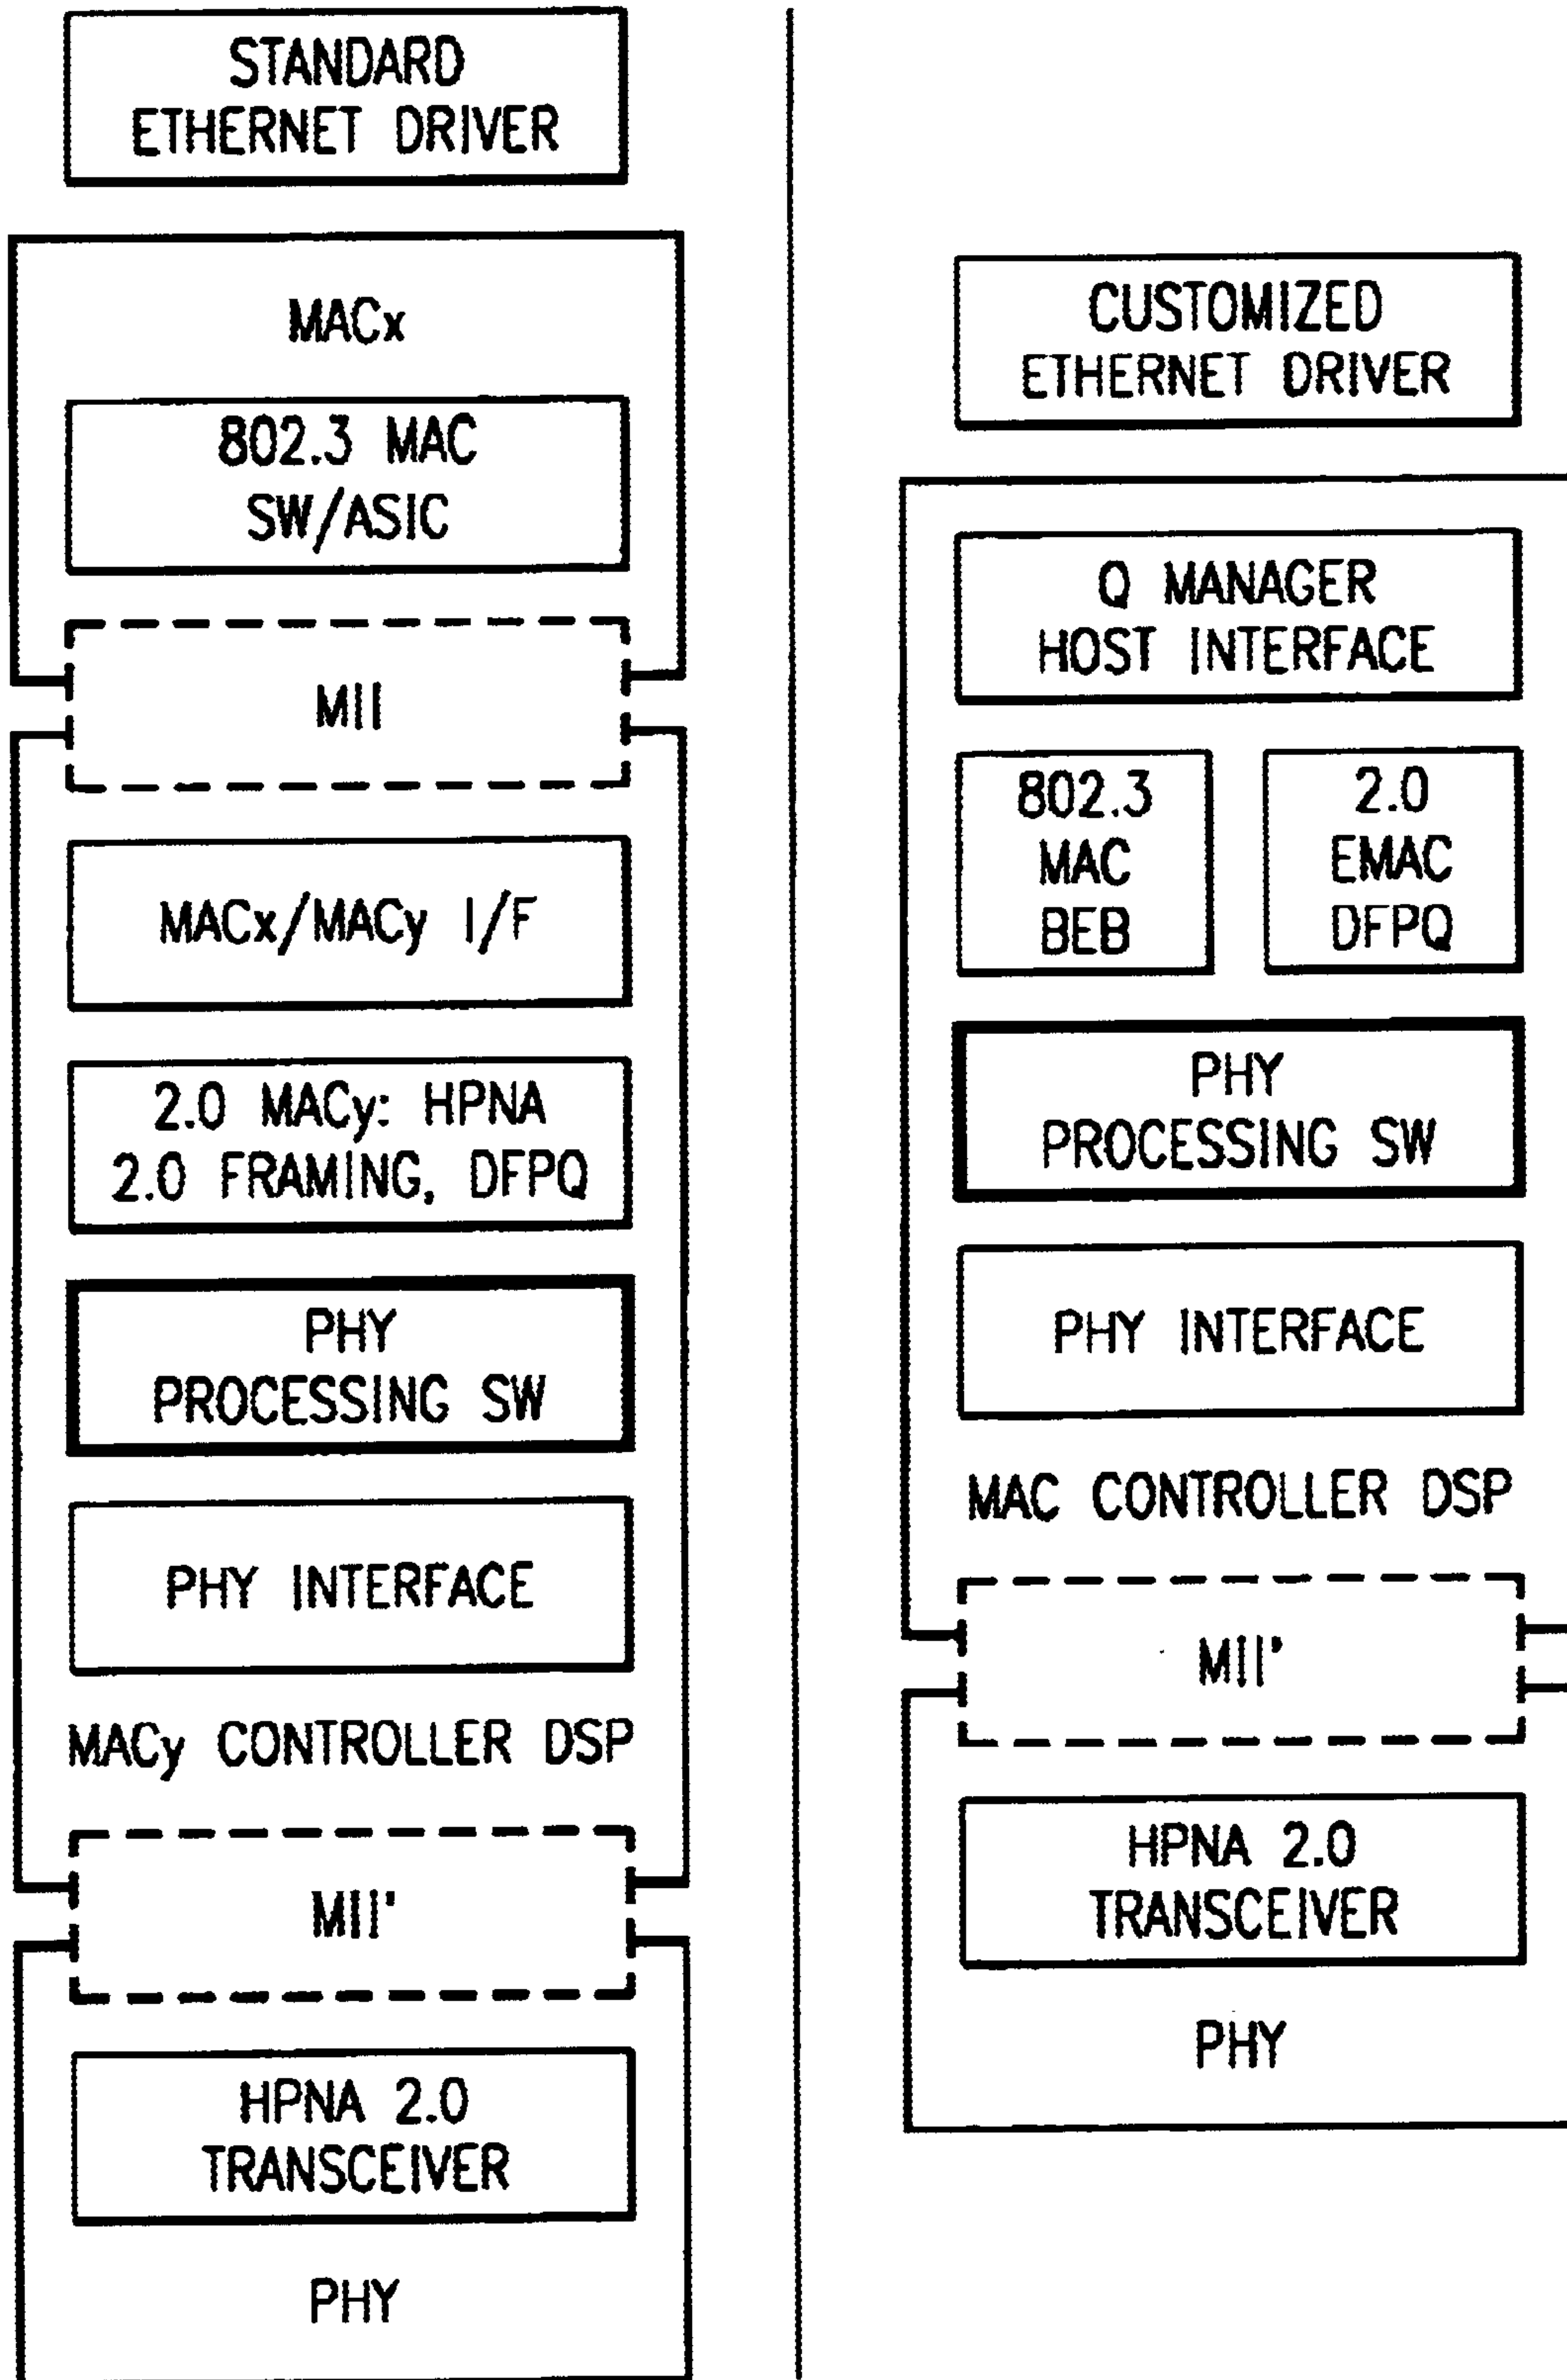 STANDARD
ETHERNET DRIVER
MACx
802.3 MAC
SW/ASIC
MII
MACx/MACy I/F
2.0 MACy: HPNA
2.0 FRAMING, DFPQ
PHY
PROCESSING SW
PHY INTERFACE
MACy CONTROLLER DSP
MII'
HPNA 2.0
TRANSCEIVER
PHY
CUSTOMIZED
ETHERNET DRIVER
Q MANAGER
HOST INTERFACE
802.3
MAC
BEB
2.0
EMAC
DFPQ
PHY
PROCESSING SW
PHY INTERFACE
MAC CONTROLLER DSP
MII'
HPNA 2.0
TRANSCEIVER
PHY